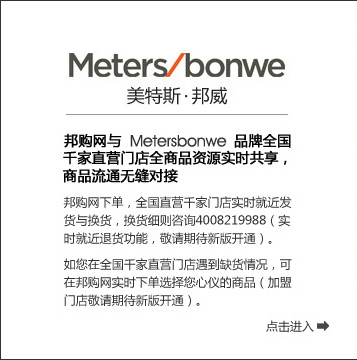 Meters/bonwe
美特斯·邦威
邦购网与 Metersbonwe 品牌全国
千家直营门店全商品资源实时共享，
商品流通无缝对接
邦购网下单，全国直营千家门店实时就近发
货与换货，换货细则咨询4008219988（实
时就近退货功能，敬请期待新版开通）。
如您在全国千家直营门店遇到缺货情况，可
在邦购网实时下单选择您心仪的商品（加盟
门店敬请期待新版开通）。
点击进入